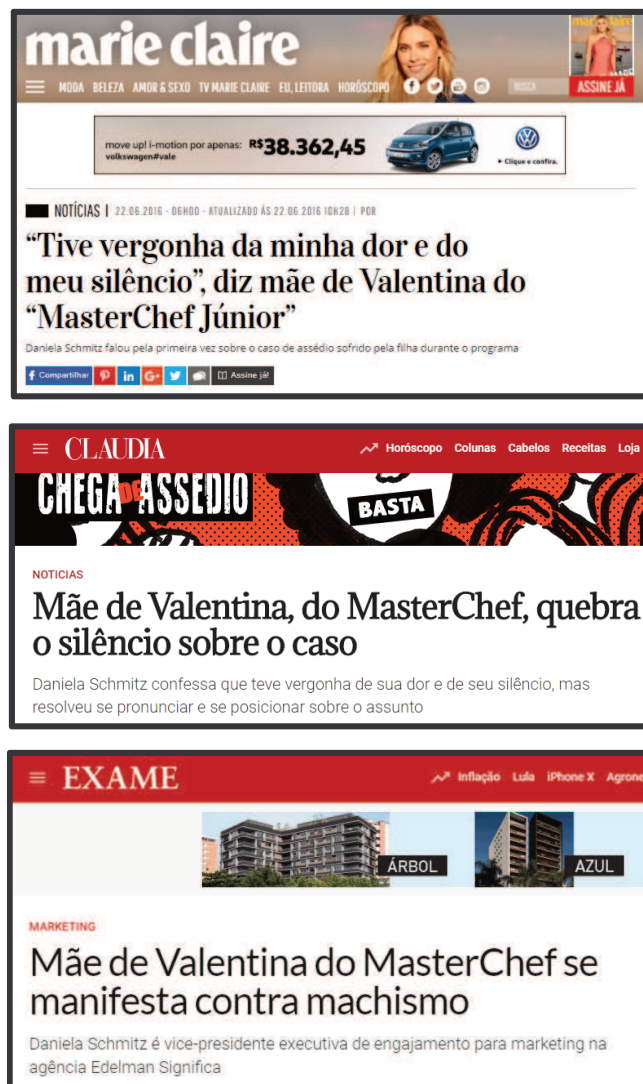 marie claire
MODA BELEZA AMOR & SEXO TV MARIE CLAIRE EU, LEITORA HORÓSCOPO BUSCA ASSINE JÁ
move up! i-motion por apenas: R$38.362,45
volkswagen#vale
Clique e confira.
NOTÍCIAS | 22.06.2016 - 06H00 - ATUALIZADO ÀS 22.06.2016 10H28 | POR
“Tive vergonha da minha dor e do
meu silêncio”, diz mãe de Valentina do
“MasterChef Júnior”
Daniela Schmitz falou pela primeira vez sobre o caso de assédio sofrido pela filha durante o programa
Compartilhar in G+ Assine já!
CLAUDIA Horóscopo Colunas Cabelos Receitas Loja
CHEGA DE ASSÉDIO
BASTA
NOTICIAS
Mãe de Valentina, do MasterChef, quebra
o silêncio sobre o caso
Daniela Schmitz confessa que teve vergonha de sua dor e de seu silêncio, mas
resolveu se pronunciar e se posicionar sobre o assunto
EXAME Inflação Lula iPhone X Agrone
ÁRBOL AZUL
MARKETING
Mãe de Valentina do MasterChef se
manifesta contra machismo
Daniela Schmitz é vice-presidente executiva de engajamento para marketing na
agência Edelman Significa